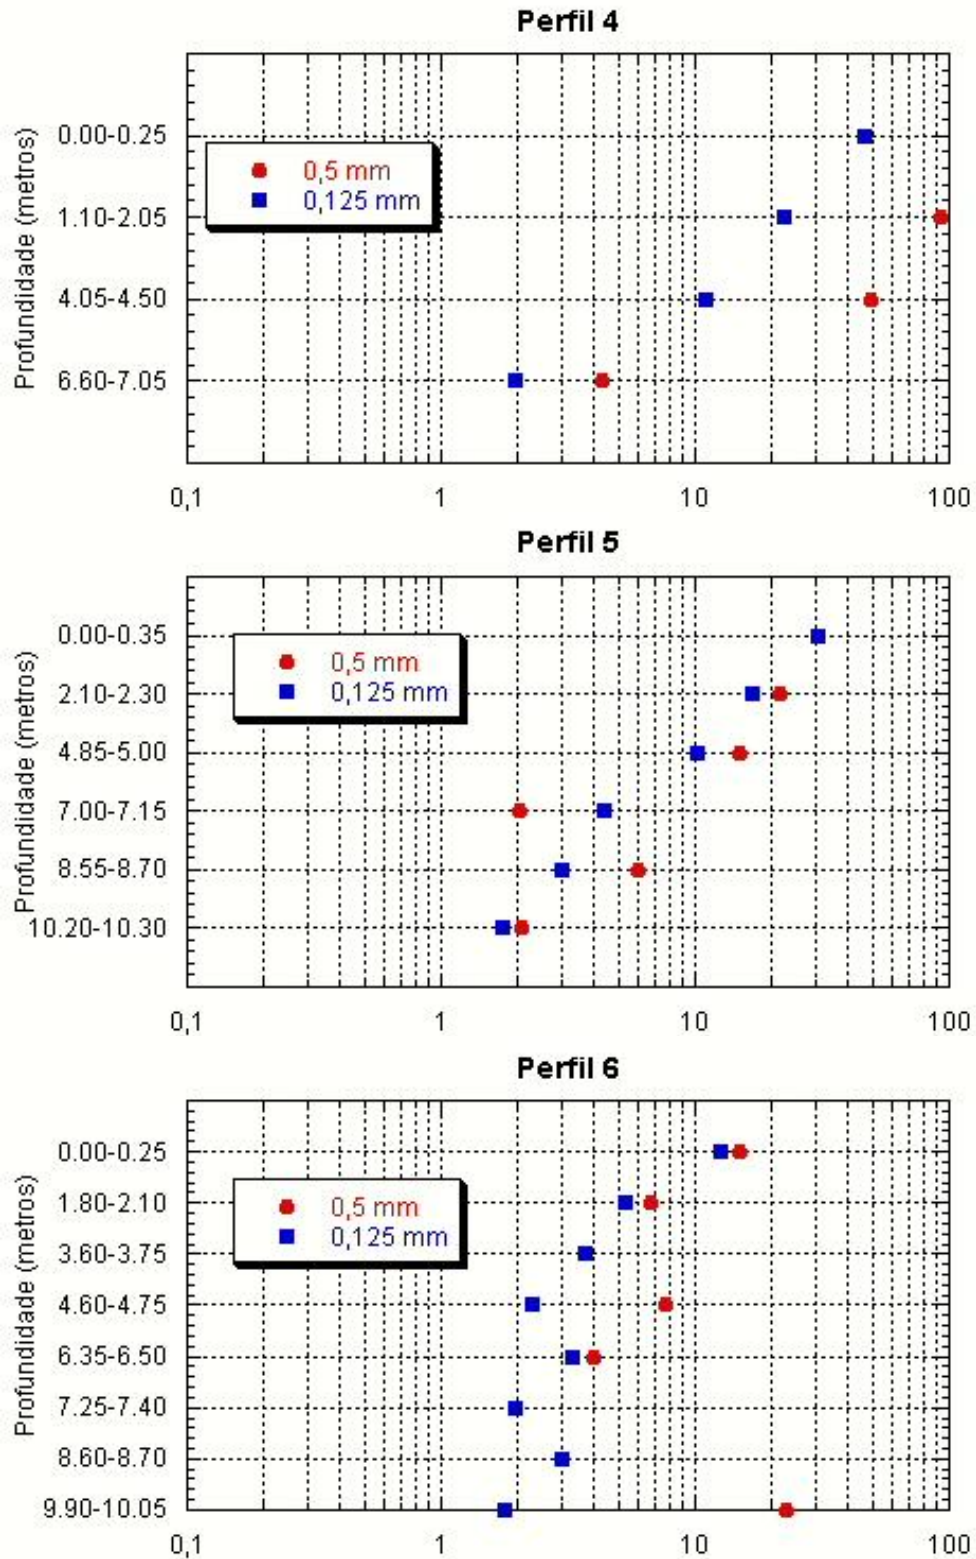 Perfil 4
Profundidade (metros)
0.00-0.25
1.10-2.05
4.05-4.50
6.60-7.05
0,5 mm
0,125 mm
0,1 1 10 100
Perfil 5
Profundidade (metros)
0.00-0.35
2.10-2.30
4.85-5.00
7.00-7.15
8.55-8.70
10.20-10.30
0,5 mm
0,125 mm
0,1 1 10 100
Perfil 6
Profundidade (metros)
0.00-0.25
1.80-2.10
3.60-3.75
4.60-4.75
6.35-6.50
7.25-7.40
8.60-8.70
9.90-10.05
0,5 mm
0,125 mm
0,1 1 10 100